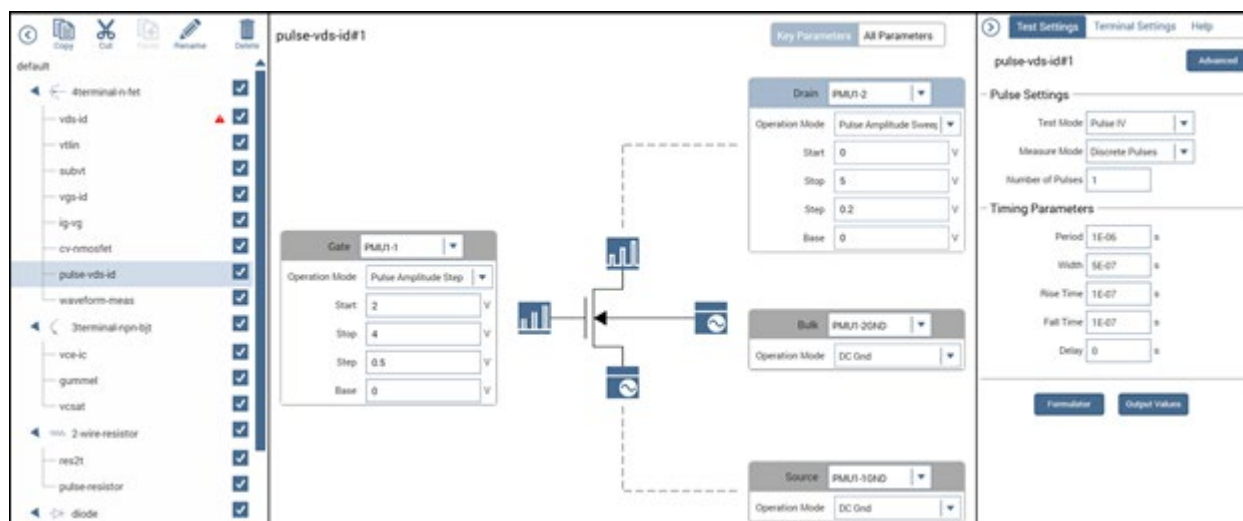 Copy Cut Paste Rename Delete
default
4terminal-n-fet
vds-id
vtlin
subvt
vgs-id
ig-vg
cv-nmosfet
pulse-vds-id
waveform-meas
3terminal-npn-bjt
vce-ic
gummel
vcsat
2-wire-resistor
res2t
pulse-resistor
diode
pulse-vds-id#1
Key Parameters All Parameters
Gate PMU1-1
Operation Mode Pulse Amplitude Step
Start 2 V
Stop 4 V
Step 0.5 V
Base 0 V
Drain PMU1-2
Operation Mode Pulse Amplitude Sweep
Start 0 V
Stop 5 V
Step 0.2 V
Base 0 V
Bulk PMU1-2GND
Operation Mode DC Gnd
Source PMU1-1GND
Operation Mode DC Gnd
Test Settings Terminal Settings Help
pulse-vds-id#1 Advanced
Pulse Settings
Test Mode Pulse IV
Measure Mode Discrete Pulses
Number of Pulses 1
Timing Parameters
Period 1E-06 s
Width 5E-07 s
Rise Time 1E-07 s
Fall Time 1E-07 s
Delay 0 s
Formulator Output Values